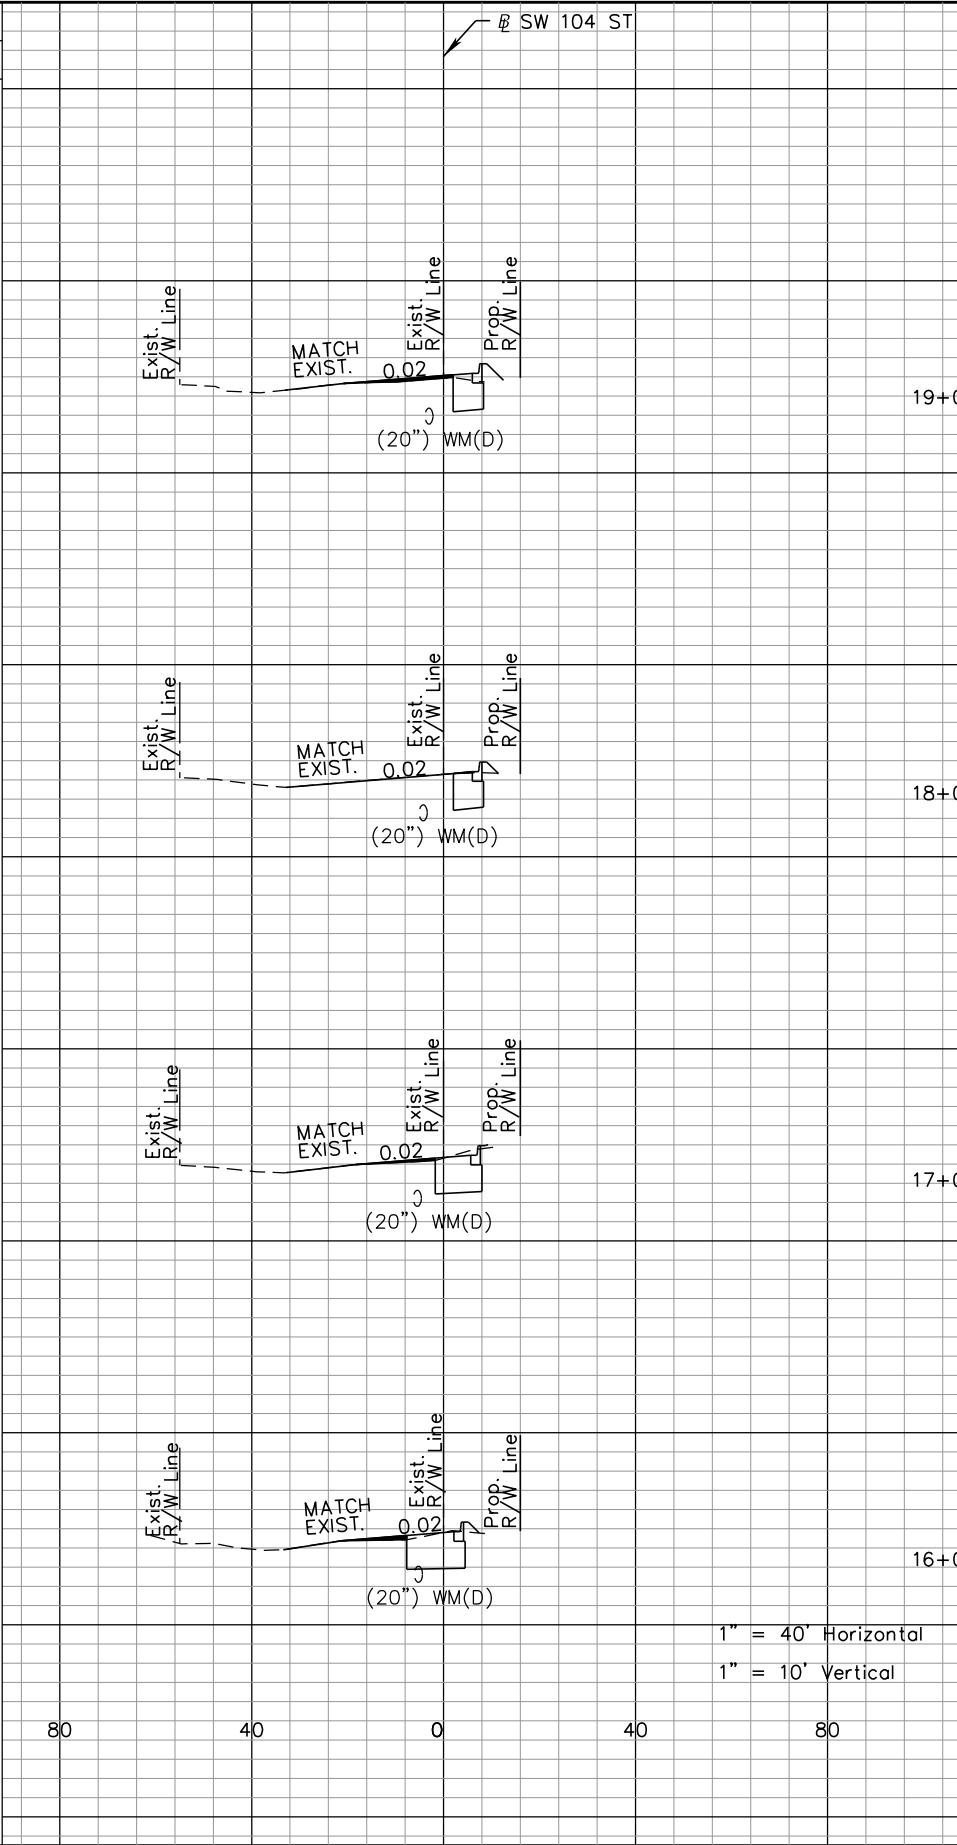 ℄ SW 104 ST
Exist.
R/W Line
MATCH
EXIST.
0.02
Exist.
R/W Line
Prop.
R/W Line
(20") WM(D)
19+0
Exist.
R/W Line
MATCH
EXIST.
0.02
Exist.
R/W Line
Prop.
R/W Line
(20") WM(D)
18+0
Exist.
R/W Line
MATCH
EXIST.
0.02
Exist.
R/W Line
Prop.
R/W Line
(20") WM(D)
17+0
Exist.
R/W Line
MATCH
EXIST.
0.02
Exist.
R/W Line
Prop.
R/W Line
(20") WM(D)
16+0
1" = 40' Horizontal
1" = 10' Vertical
80 40 0 40 80